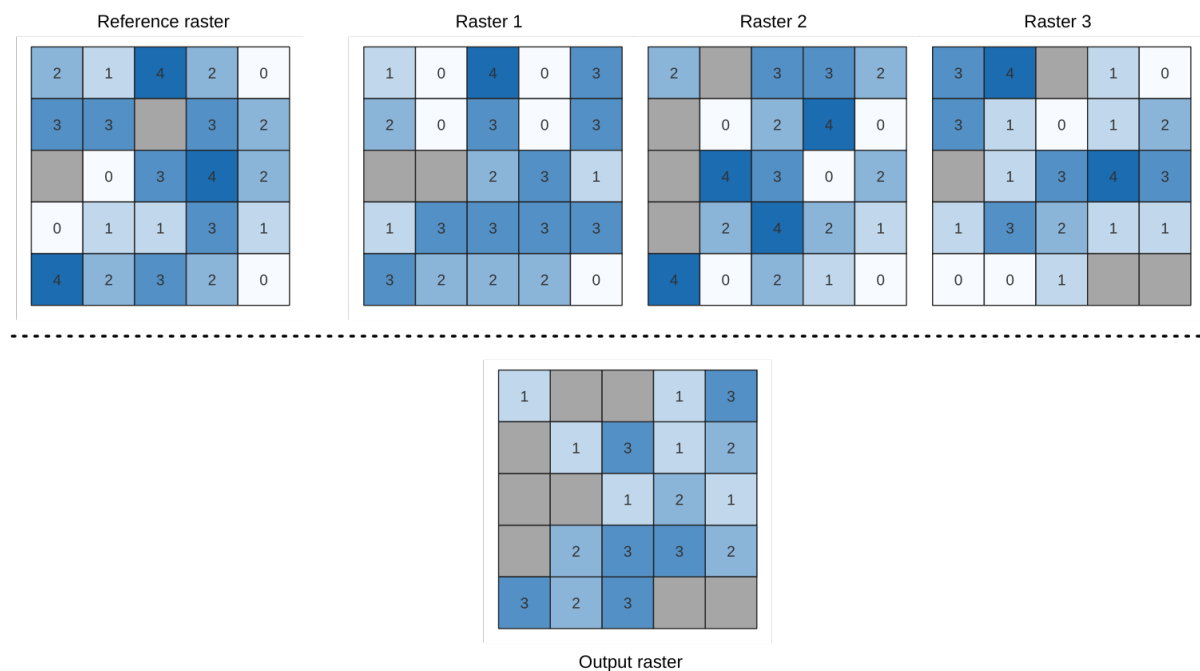 Reference raster Raster 1 Raster 2 Raster 3
2 1 4 2 0 1 0 4 0 3 2 3 3 2 3 4 1 0
3 3 3 2 2 0 3 0 3 0 2 4 0 3 1 0 1 2
0 3 4 2 2 3 1 4 3 0 2 1 3 4 3
0 1 1 3 1 1 3 3 3 3 2 4 2 1 1 3 2 1 1
4 2 3 2 0 3 2 2 2 0 4 0 2 1 0 0 0 1
1 1 3
1 3 1 2
1 2 1
2 3 3 2
3 2 3
Output raster